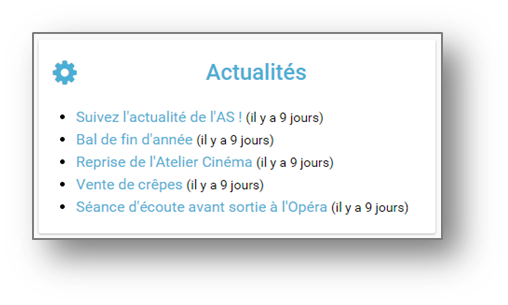 Actualités
Suivez l'actualité de l'AS ! (il y a 9 jours)
Bal de fin d'année (il y a 9 jours)
Reprise de l'Atelier Cinéma (il y a 9 jours)
Vente de crêpes (il y a 9 jours)
Séance d'écoute avant sortie à l'Opéra (il y a 9 jours)